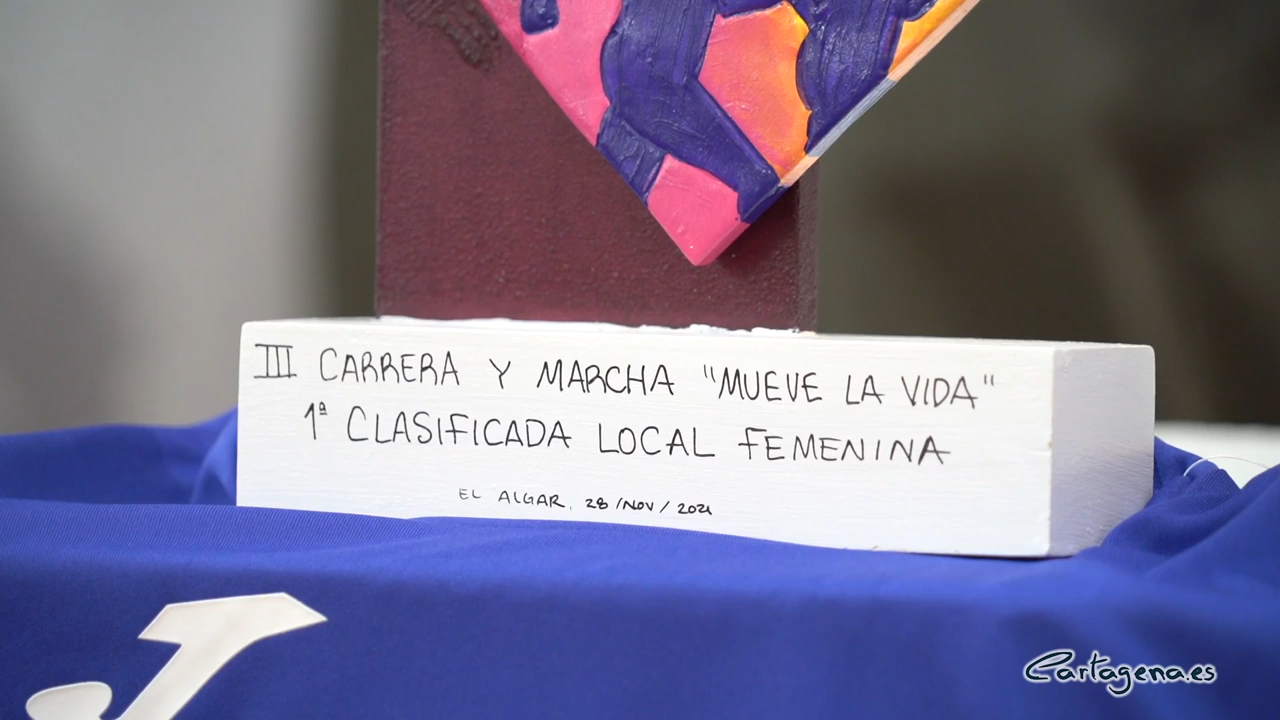 III CARRERA Y MARCHA "MUEVE LA VIDA"
1ª CLASIFICADA LOCAL FEMENINA
EL ALGAR, 28/NOV/2021
J
Cartagena.es